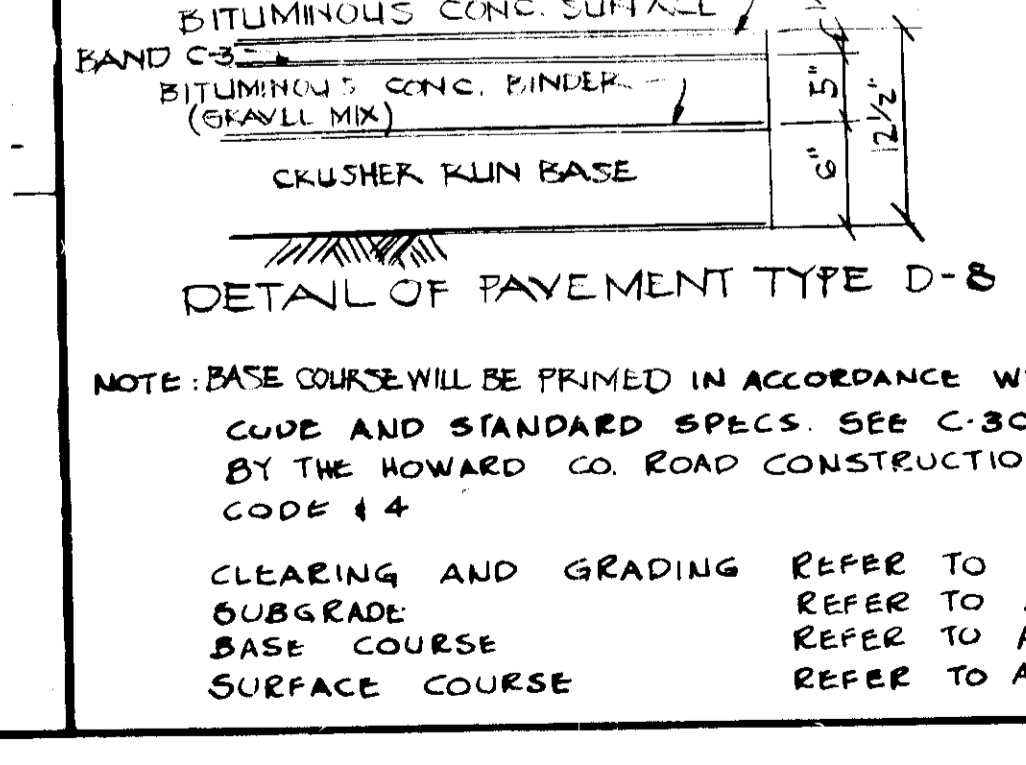 BITUMINOUS CONC. SURFACE
BAND C-3
BITUMINOUS CONC. BINDER
(GRAVEL MIX)
5"
12 1/2"
CRUSHER RUN BASE
6"
DETAIL OF PAVEMENT TYPE D-8
NOTE: BASE COURSE WILL BE PRIMED IN ACCORDANCE WI
CODE AND STANDARD SPECS. SEE C-30
BY THE HOWARD CO. ROAD CONSTRUCTIO
CODE & 4
CLEARING AND GRADING REFER TO
SUBGRADE REFER TO
BASE COURSE REFER TO A
SURFACE COURSE REFER TO A